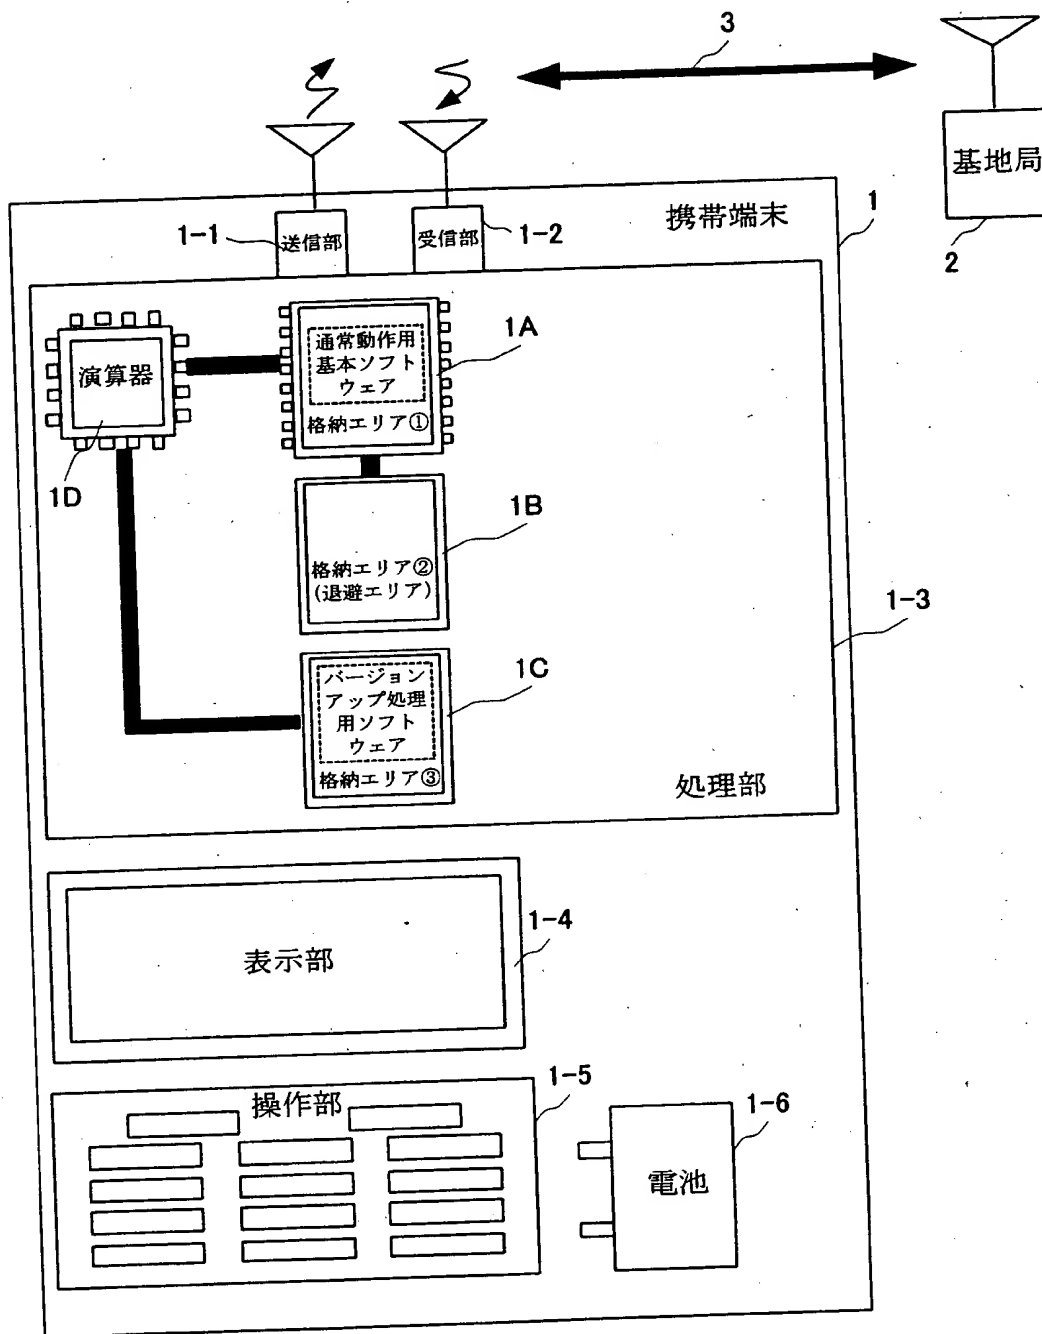 3
基地局
2
携帯端末
1
1-1
送信部
受信部
1-2
演算器
1D
通常動作用
基本ソフト
ウェア
格納エリア①
1A
格納エリア②
(退避エリア)
1B
バージョン
アップ処理
用ソフト
ウェア
格納エリア③
1C
1-3
処理部
表示部
1-4
操作部
1-5
電池
1-6